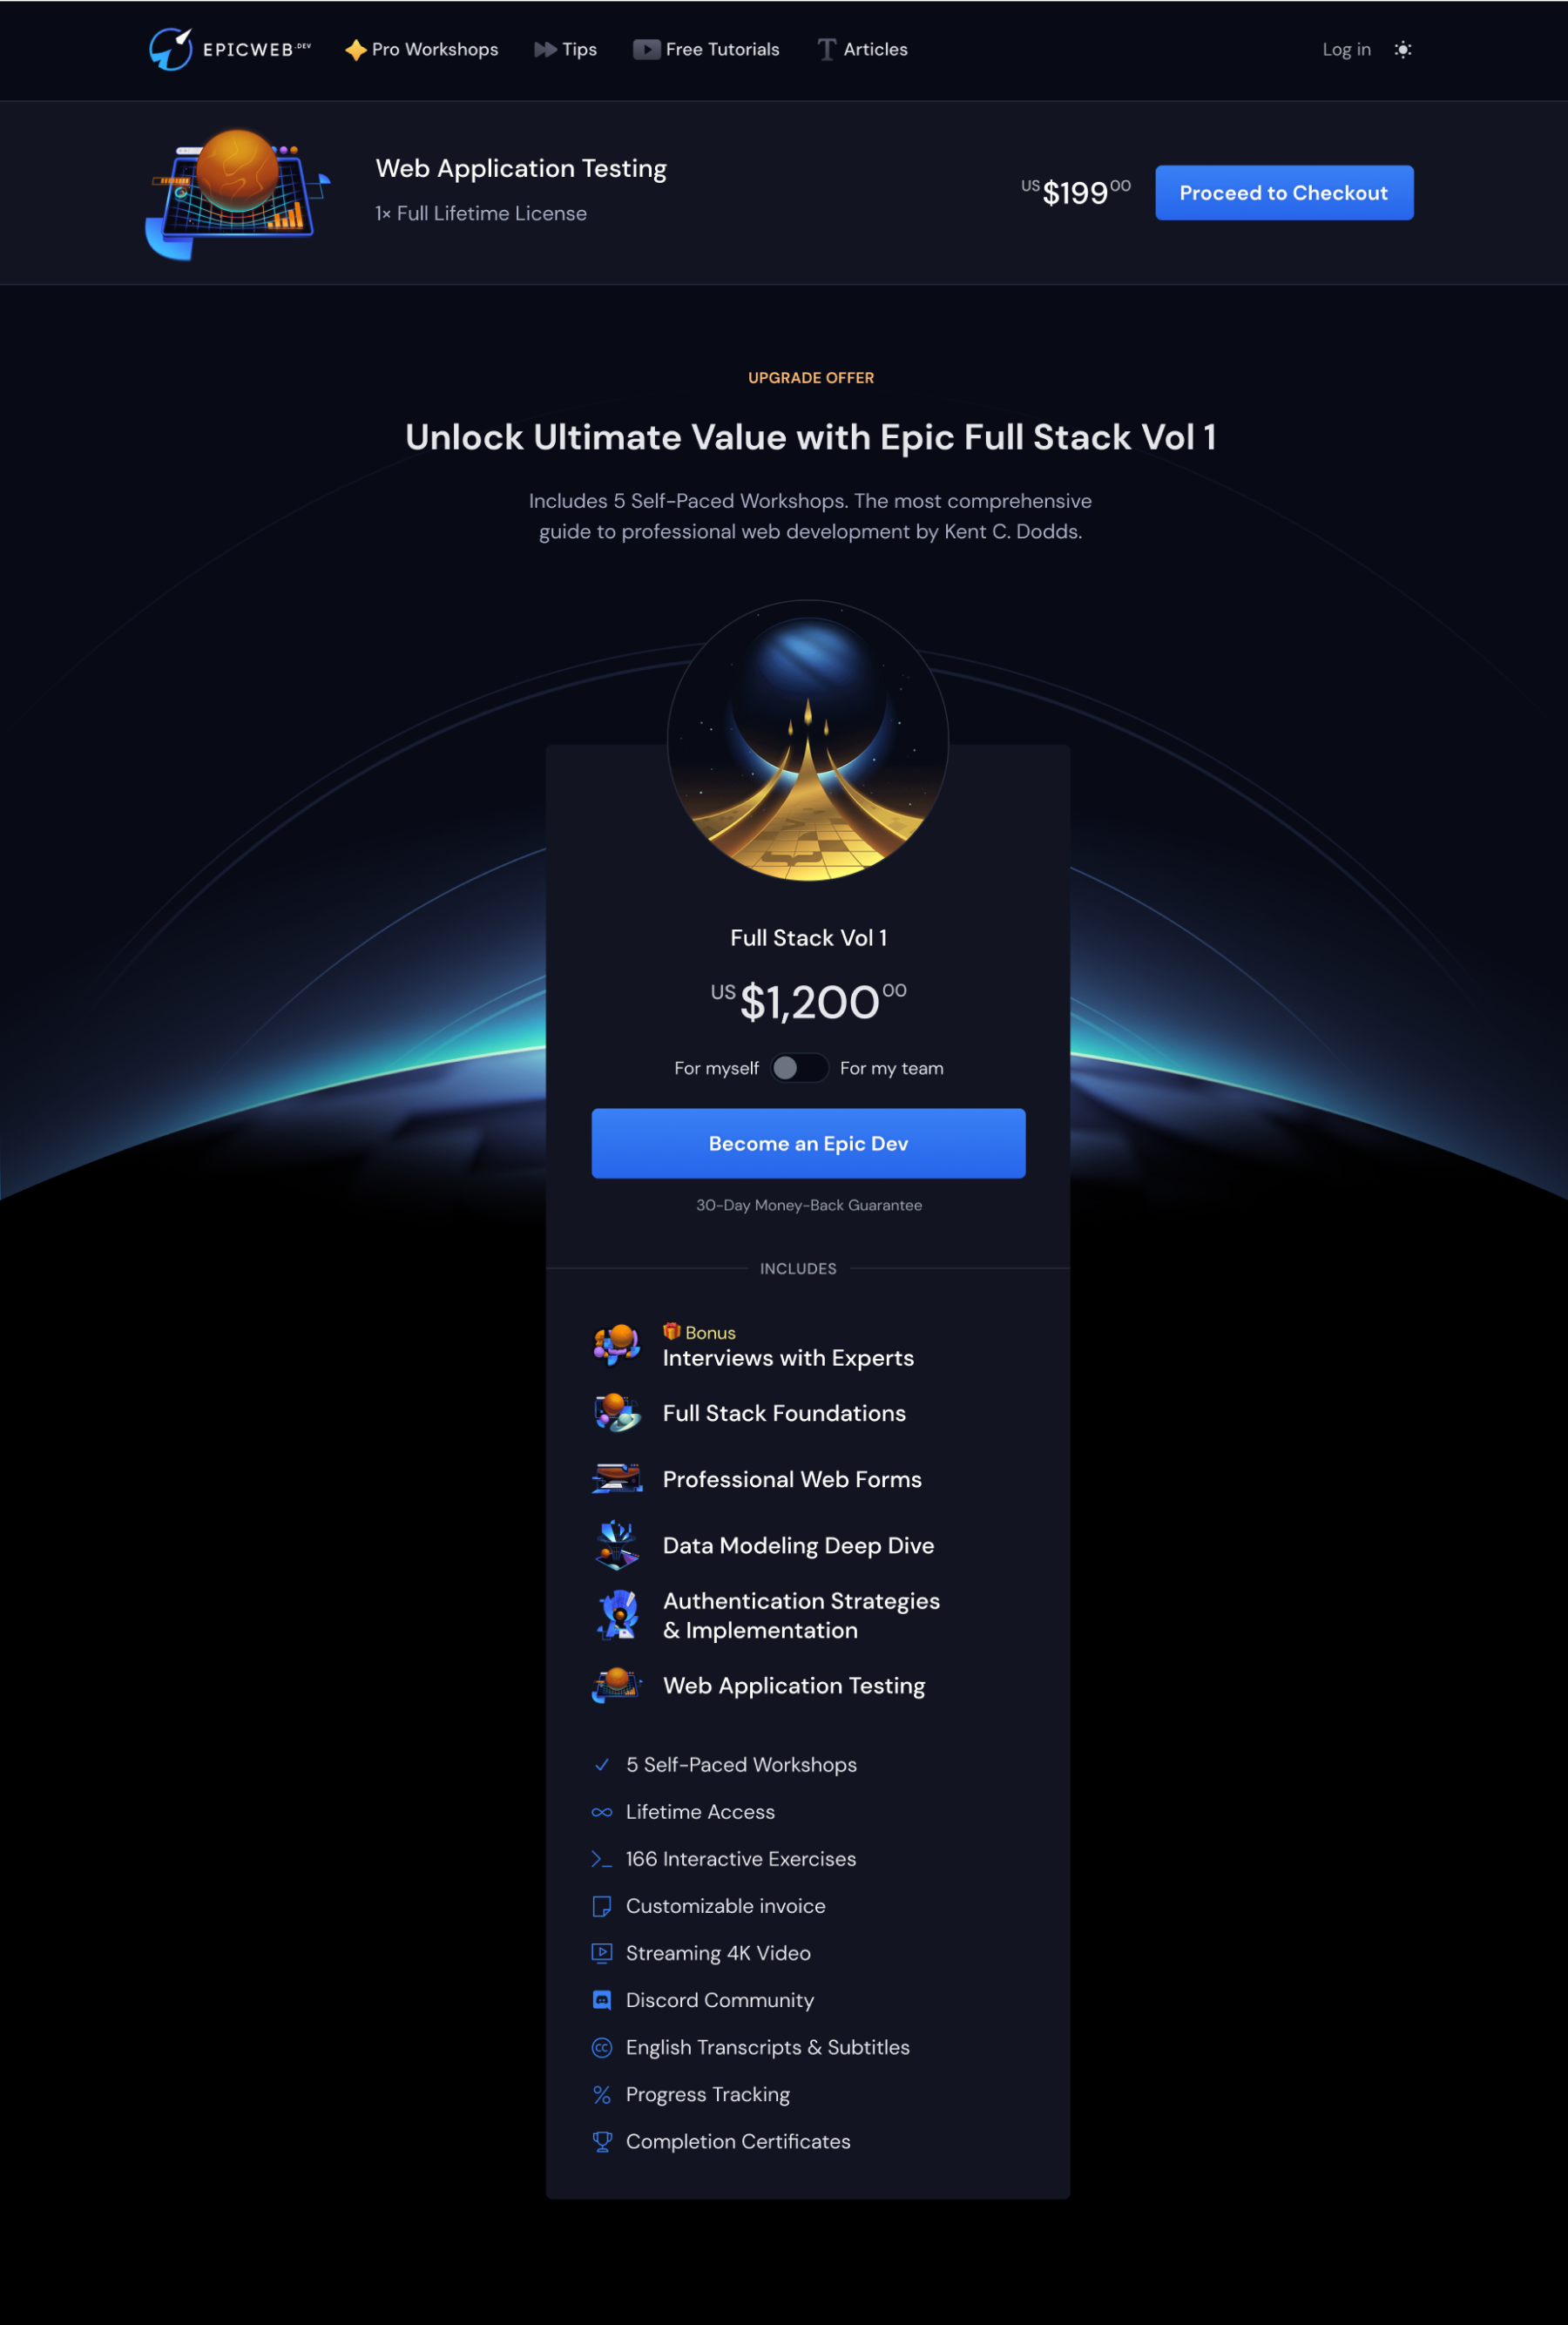 EPICWEB.DEV
Pro Workshops
Tips
Free Tutorials
Articles
Log in
Web Application Testing
1× Full Lifetime License
US $199 00
Proceed to Checkout
UPGRADE OFFER
Unlock Ultimate Value with Epic Full Stack Vol 1
Includes 5 Self-Paced Workshops. The most comprehensive
guide to professional web development by Kent C. Dodds.
Full Stack Vol 1
US $1,200 00
For myself
For my team
Become an Epic Dev
30-Day Money-Back Guarantee
INCLUDES
🎁 Bonus
Interviews with Experts
Full Stack Foundations
Professional Web Forms
Data Modeling Deep Dive
Authentication Strategies
& Implementation
Web Application Testing
5 Self-Paced Workshops
Lifetime Access
166 Interactive Exercises
Customizable invoice
Streaming 4K Video
Discord Community
English Transcripts & Subtitles
Progress Tracking
Completion Certificates